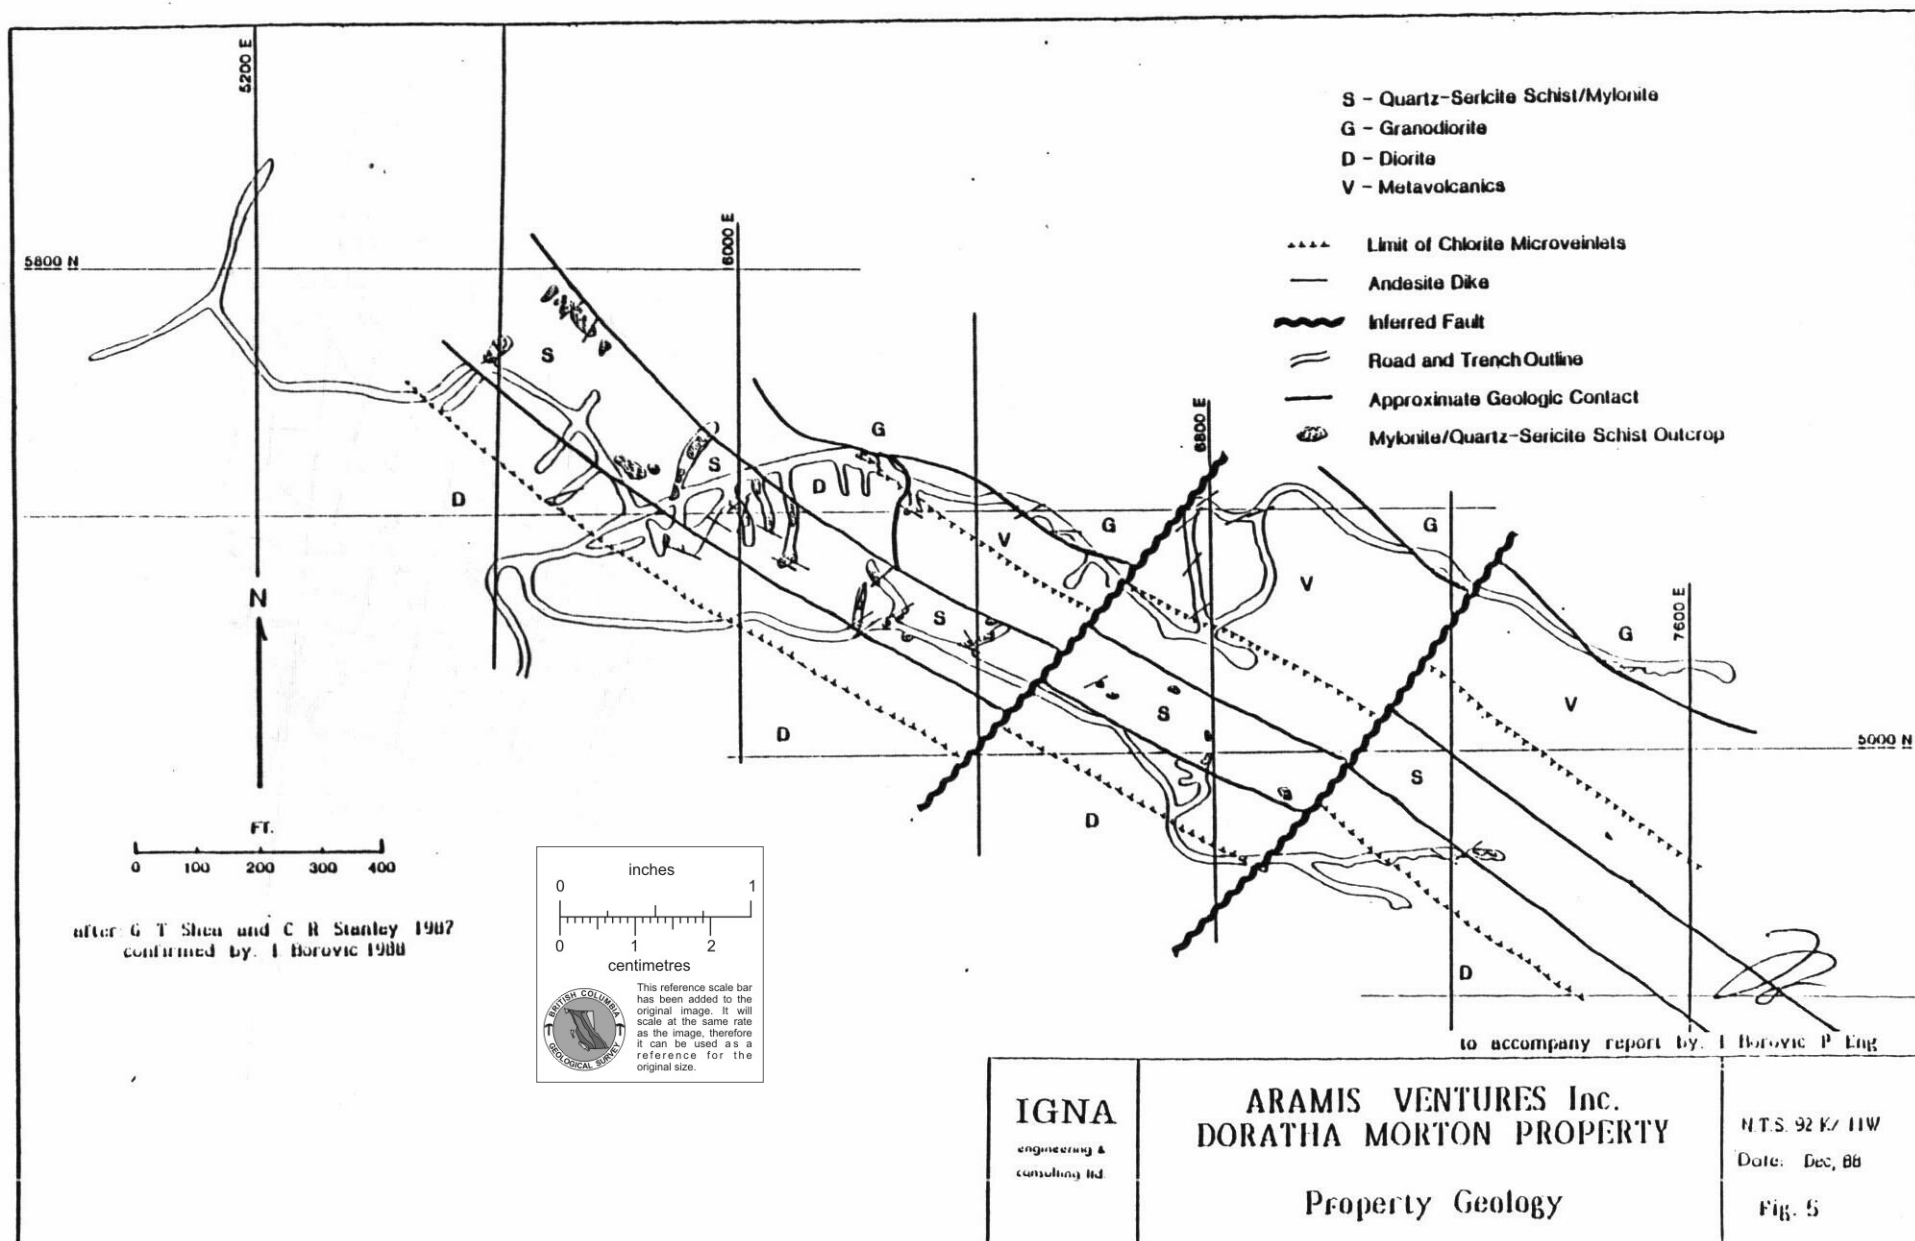 5200 E
S - Quartz-Sericite Schist/Mylonite
G - Granodiorite
D - Diorite
V - Metavolcanics
6000 E
5800 N
Limit of Chlorite Microveinlets
Andesite Dike
Inferred Fault
Road and Trench Outline
Approximate Geologic Contact
Mylonite/Quartz-Sericite Schist Outcrop
S
6800 E
G
S
D
D
G
G
V
V
N
S
7600 E
G
V
S
D
5000 N
S
D
D
FT.
0 100 200 300 400
after: G T Shea and C R Stanley 1987
confirmed by. I Borovic 1988
inches
0 1
0 1 2
centimetres
This reference scale bar
has been added to the
original image. It will
scale at the same rate
as the image, therefore
it can be used as a
reference for the
original size.
BRITISH COLUMBIA
GEOLOGICAL SURVEY
to accompany report by. I Borovic P Eng
IGNA
engineering &
consulting ltd.
ARAMIS VENTURES Inc.
DORATHA MORTON PROPERTY
Property Geology
N.T.S. 92 K/ 11W
Date: Dec, 88
Fig. 5